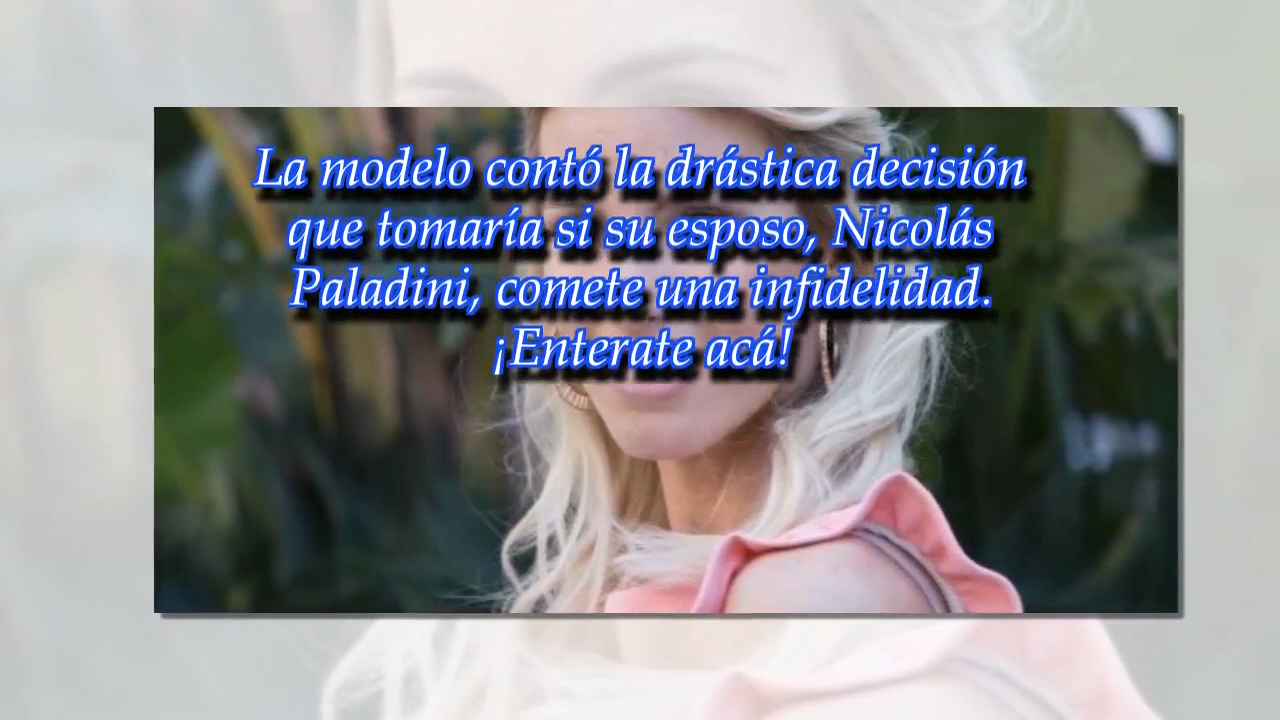 La modelo contó la drástica decisión
que tomaría si su esposo, Nicolás
Paladini, comete una infidelidad.
¡Enterate acá!